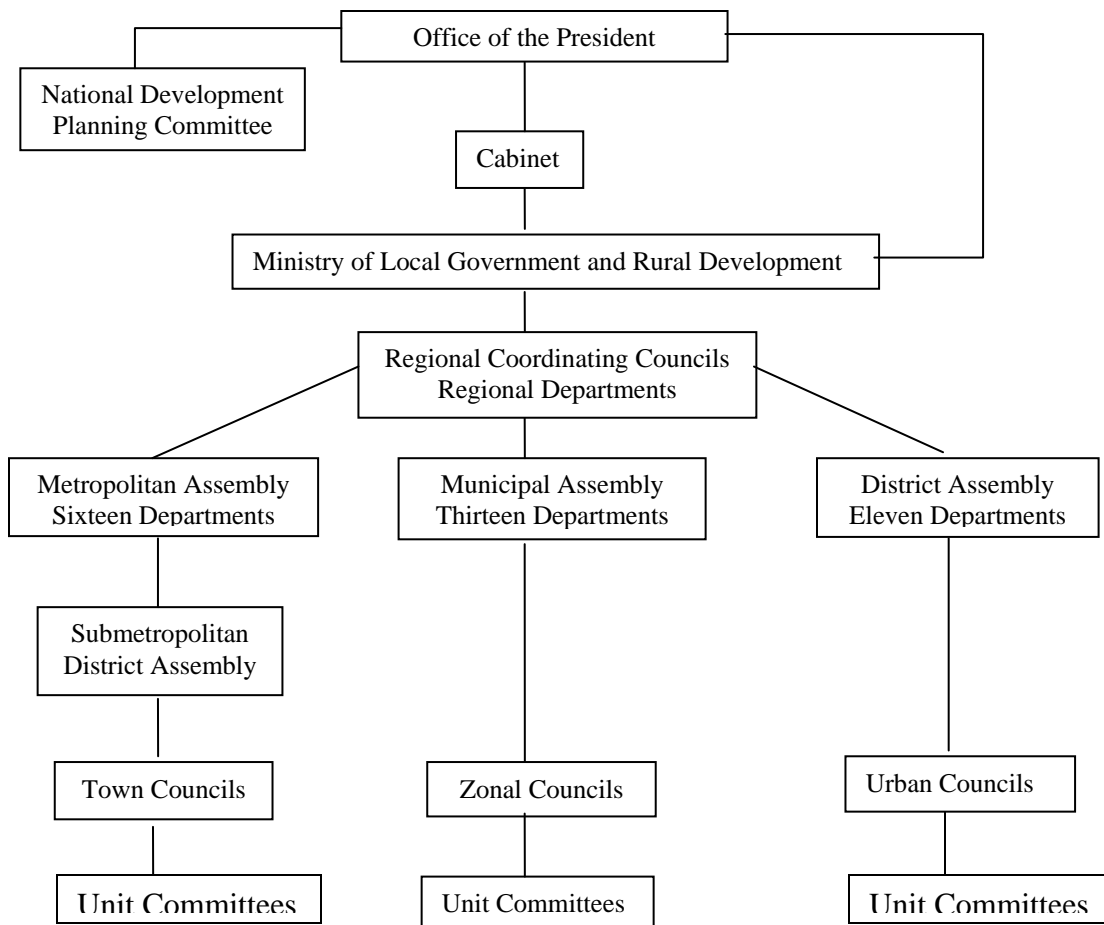 Office of the President
National Development
Planning Committee
Cabinet
Ministry of Local Government and Rural Development
Regional Coordinating Councils
Regional Departments
Metropolitan Assembly
Sixteen Departments
Municipal Assembly
Thirteen Departments
District Assembly
Eleven Departments
Submetropolitan
District Assembly
Town Councils
Zonal Councils
Urban Councils
Unit Committees
Unit Committees
Unit Committees